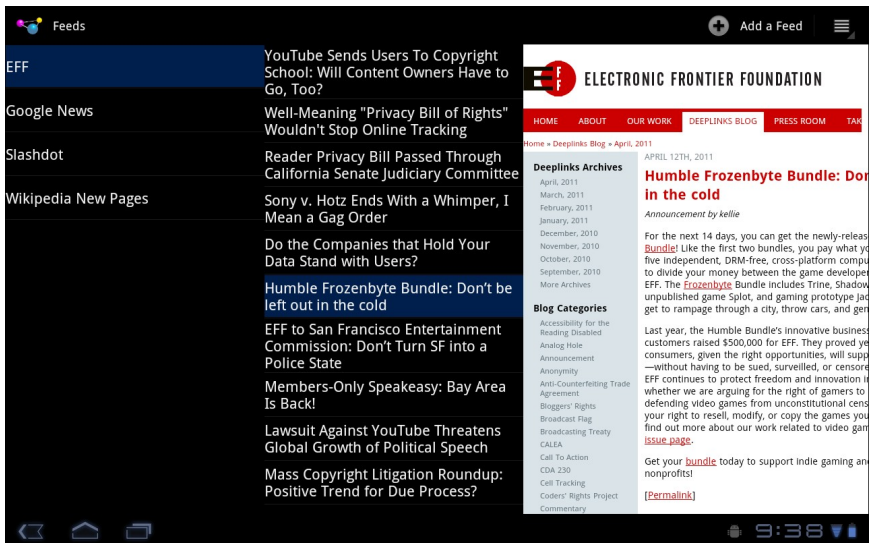 Feeds
Add a Feed
EFF
Google News
Slashdot
Wikipedia New Pages
YouTube Sends Users To Copyright
School: Will Content Owners Have to
Go, Too?
Well-Meaning "Privacy Bill of Rights"
Wouldn't Stop Online Tracking
Reader Privacy Bill Passed Through
California Senate Judiciary Committee
Sony v. Hotz Ends With a Whimper, I
Mean a Gag Order
Do the Companies that Hold Your
Data Stand with Users?
Humble Frozenbyte Bundle: Don't be
left out in the cold
EFF to San Francisco Entertainment
Commission: Don't Turn SF into a
Police State
Members-Only Speakeasy: Bay Area
Is Back!
Lawsuit Against YouTube Threatens
Global Growth of Political Speech
Mass Copyright Litigation Roundup:
Positive Trend for Due Process?
EFF
ELECTRONIC FRONTIER FOUNDATION
HOME ABOUT OUR WORK DEEPLINKS BLOG PRESS ROOM TAK
Home » Deeplinks Blog » April, 2011
Deeplinks Archives
April, 2011
March, 2011
February, 2011
January, 2011
December, 2010
November, 2010
October, 2010
September, 2010
More Archives
Blog Categories
Accessibility for the
Reading Disabled
Analog Hole
Announcement
Anonymity
Anti-Counterfeiting Trade
Agreement
Bloggers' Rights
Broadcast Flag
Broadcasting Treaty
CALEA
Call To Action
CDA 230
Cell Tracking
Coders' Rights Project
Commentary
APRIL 12TH, 2011
Humble Frozenbyte Bundle: Don
in the cold
Announcement by kellie
For the next 14 days, you can get the newly-releas
Bundle! Like the first two bundles, you pay what yo
five independent, DRM-free, cross-platform compu
to divide your money between the game developer
EFF. The Frozenbyte Bundle includes Trine, Shadow
unpublished game Splot, and gaming prototype Jac
get to rampage through a city, throw cars, and gen
Last year, the Humble Bundle's innovative business
customers raised $500,000 for EFF. They proved ye
consumers, given the right opportunities, will supp
—without having to be sued, surveilled, or censore
EFF continues to protect freedom and innovation in
whether we are arguing for the right of gamers to
defending video games from unconstitutional cens
your right to resell, modify, or copy the games you
find out more about our work related to video gam
issue page.
Get your bundle today to support indie gaming and
nonprofits!
[Permalink]
9:38